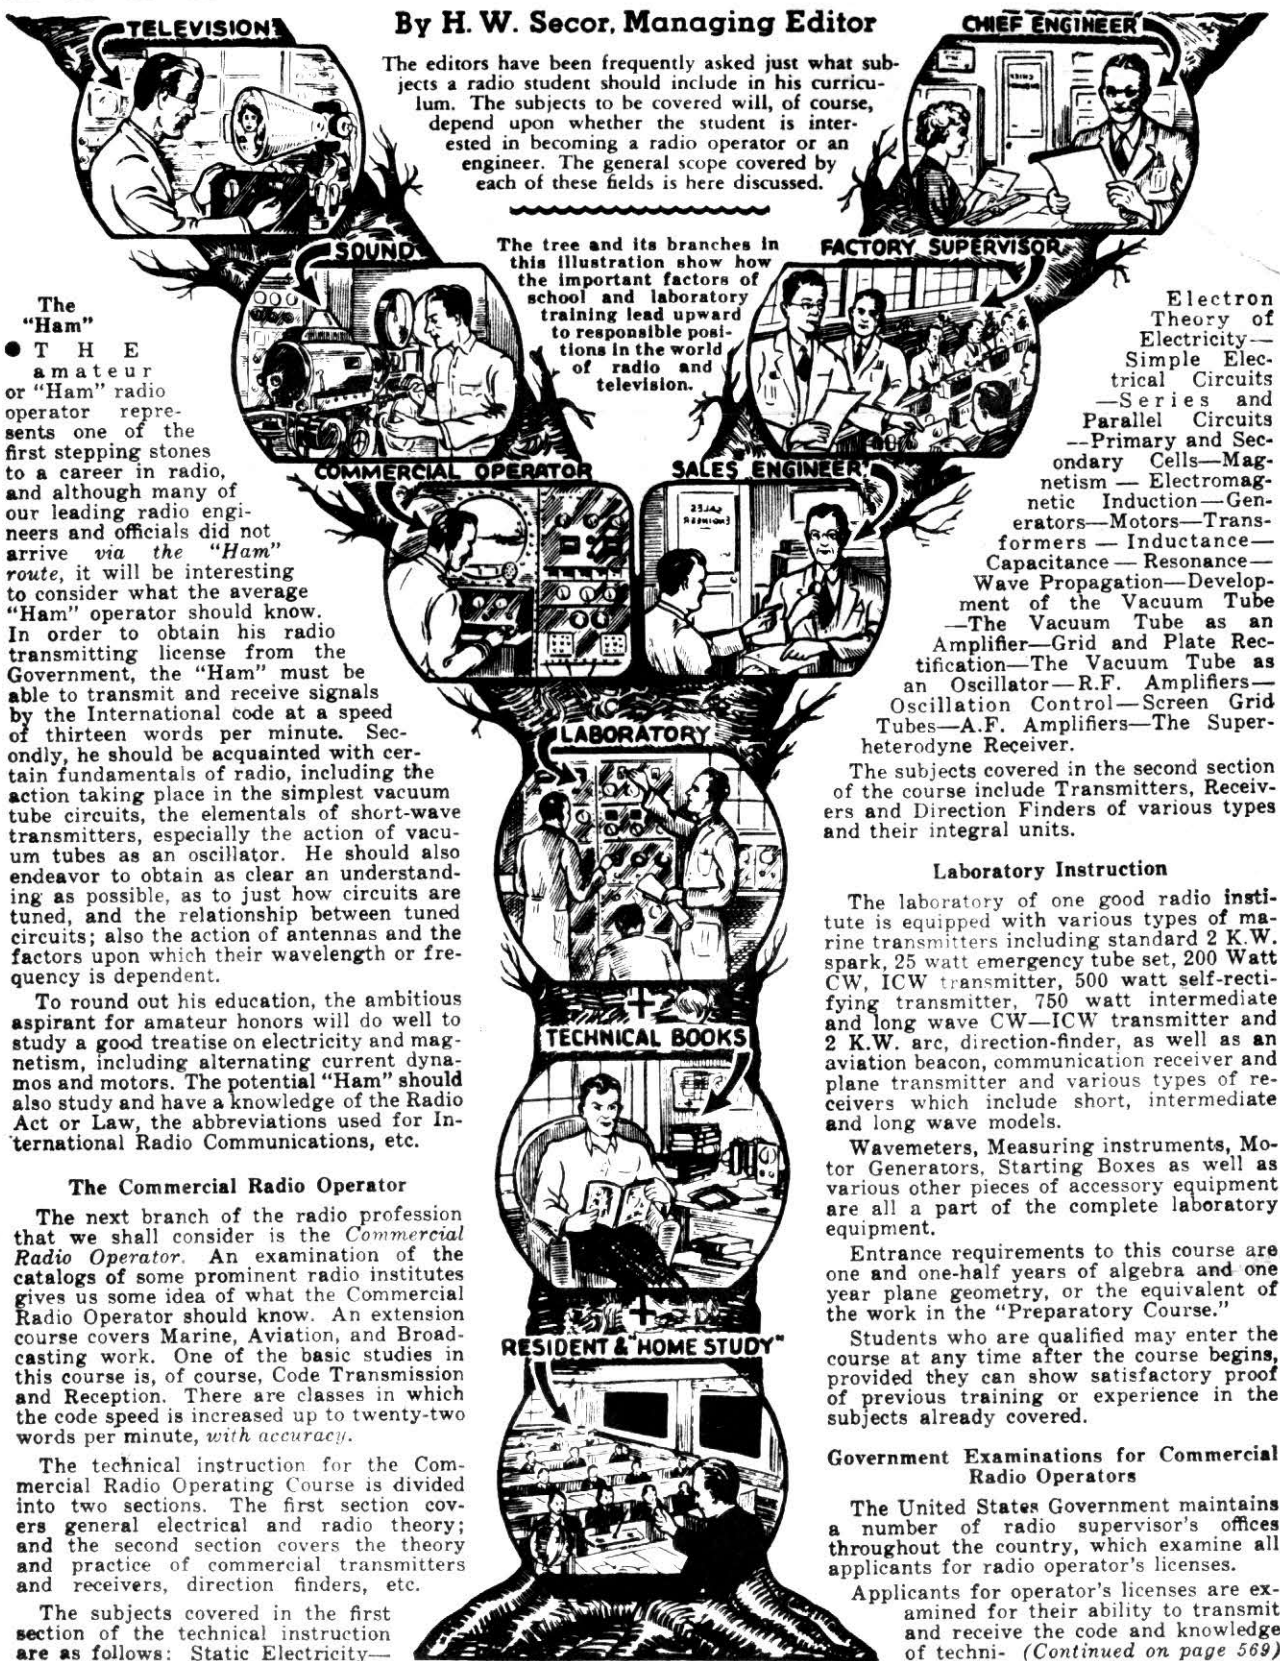 By H. W. Secor, Managing Editor
The editors have been frequently asked just what sub-
jects a radio student should include in his curricu-
lum. The subjects to be covered will, of course,
depend upon whether the student is inter-
ested in becoming a radio operator or an
engineer. The general scope covered by
each of these fields is here discussed.
The tree and its branches in
this illustration show how
the important factors of
school and laboratory
training lead upward
to responsible posi-
tions in the world
of radio and
television.
TELEVISION
SOUND
COMMERCIAL OPERATOR
CHIEF ENGINEER
CHIEF
ENGINEER
FACTORY SUPERVISOR
SALES ENGINEER
SALES
ENGINEER
LABORATORY
+
TECHNICAL BOOKS
+
RESIDENT & "HOME STUDY"
The
"Ham"
● THE
amateur
or "Ham" radio
operator repre-
sents one of the
first stepping stones
to a career in radio,
and although many of
our leading radio engi-
neers and officials did not
arrive via the "Ham"
route, it will be interesting
to consider what the average
"Ham" operator should know.
In order to obtain his radio
transmitting license from the
Government, the "Ham" must be
able to transmit and receive signals
by the International code at a speed
of thirteen words per minute. Sec-
ondly, he should be acquainted with cer-
tain fundamentals of radio, including the
action taking place in the simplest vacuum
tube circuits, the elementals of short-wave
transmitters, especially the action of vacu-
um tubes as an oscillator. He should also
endeavor to obtain as clear an understand-
ing as possible, as to just how circuits are
tuned, and the relationship between tuned
circuits; also the action of antennas and the
factors upon which their wavelength or fre-
quency is dependent.
To round out his education, the ambitious
aspirant for amateur honors will do well to
study a good treatise on electricity and mag-
netism, including alternating current dyna-
mos and motors. The potential "Ham" should
also study and have a knowledge of the Radio
Act or Law, the abbreviations used for In-
ternational Radio Communications, etc.
The Commercial Radio Operator
The next branch of the radio profession
that we shall consider is the Commercial
Radio Operator. An examination of the
catalogs of some prominent radio institutes
gives us some idea of what the Commercial
Radio Operator should know. An extension
course covers Marine, Aviation, and Broad-
casting work. One of the basic studies in
this course is, of course, Code Transmission
and Reception. There are classes in which
the code speed is increased up to twenty-two
words per minute, with accuracy.
The technical instruction for the Com-
mercial Radio Operating Course is divided
into two sections. The first section cov-
ers general electrical and radio theory;
and the second section covers the theory
and practice of commercial transmitters
and receivers, direction finders, etc.
The subjects covered in the first
section of the technical instruction
are as follows: Static Electricity—
Electron
Theory of
Electricity—
Simple Elec-
trical Circuits
—Series and
Parallel Circuits
—Primary and Sec-
ondary Cells—Mag-
netism — Electromag-
netic Induction—Gen-
erators—Motors—Trans-
formers — Inductance—
Capacitance — Resonance—
Wave Propagation—Develop-
ment of the Vacuum Tube
—The Vacuum Tube as an
Amplifier—Grid and Plate Rec-
tification—The Vacuum Tube as
an Oscillator—R.F. Amplifiers—
Oscillation Control—Screen Grid
Tubes—A.F. Amplifiers—The Super-
heterodyne Receiver.
The subjects covered in the second section
of the course include Transmitters, Receiv-
ers and Direction Finders of various types
and their integral units.
Laboratory Instruction
The laboratory of one good radio insti-
tute is equipped with various types of ma-
rine transmitters including standard 2 K.W.
spark, 25 watt emergency tube set, 200 Watt
CW, ICW transmitter, 500 watt self-recti-
fying transmitter, 750 watt intermediate
and long wave CW—ICW transmitter and
2 K.W. arc, direction-finder, as well as an
aviation beacon, communication receiver and
plane transmitter and various types of re-
ceivers which include short, intermediate
and long wave models.
Wavemeters, Measuring instruments, Mo-
tor Generators, Starting Boxes as well as
various other pieces of accessory equipment
are all a part of the complete laboratory
equipment.
Entrance requirements to this course are
one and one-half years of algebra and one
year plane geometry, or the equivalent of
the work in the "Preparatory Course."
Students who are qualified may enter the
course at any time after the course begins,
provided they can show satisfactory proof
of previous training or experience in the
subjects already covered.
Government Examinations for Commercial
Radio Operators
The United States Government maintains
a number of radio supervisor's offices
throughout the country, which examine all
applicants for radio operator's licenses.
Applicants for operator's licenses are ex-
amined for their ability to transmit
and receive the code and knowledge
of techni- (Continued on page 569)